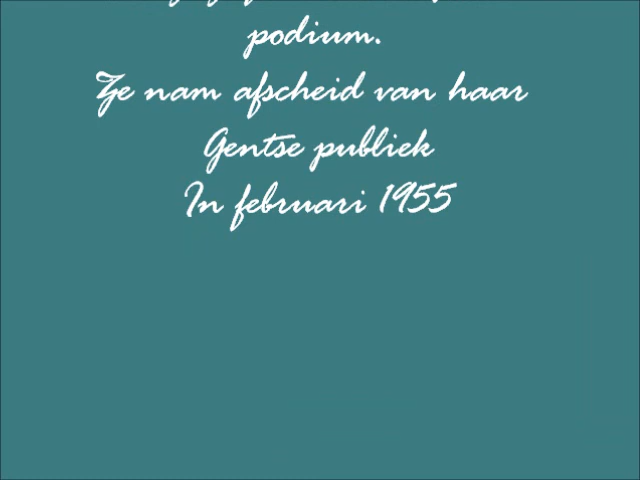 podium.
Ze nam afscheid van haar
Gentse publiek
In februari 1955